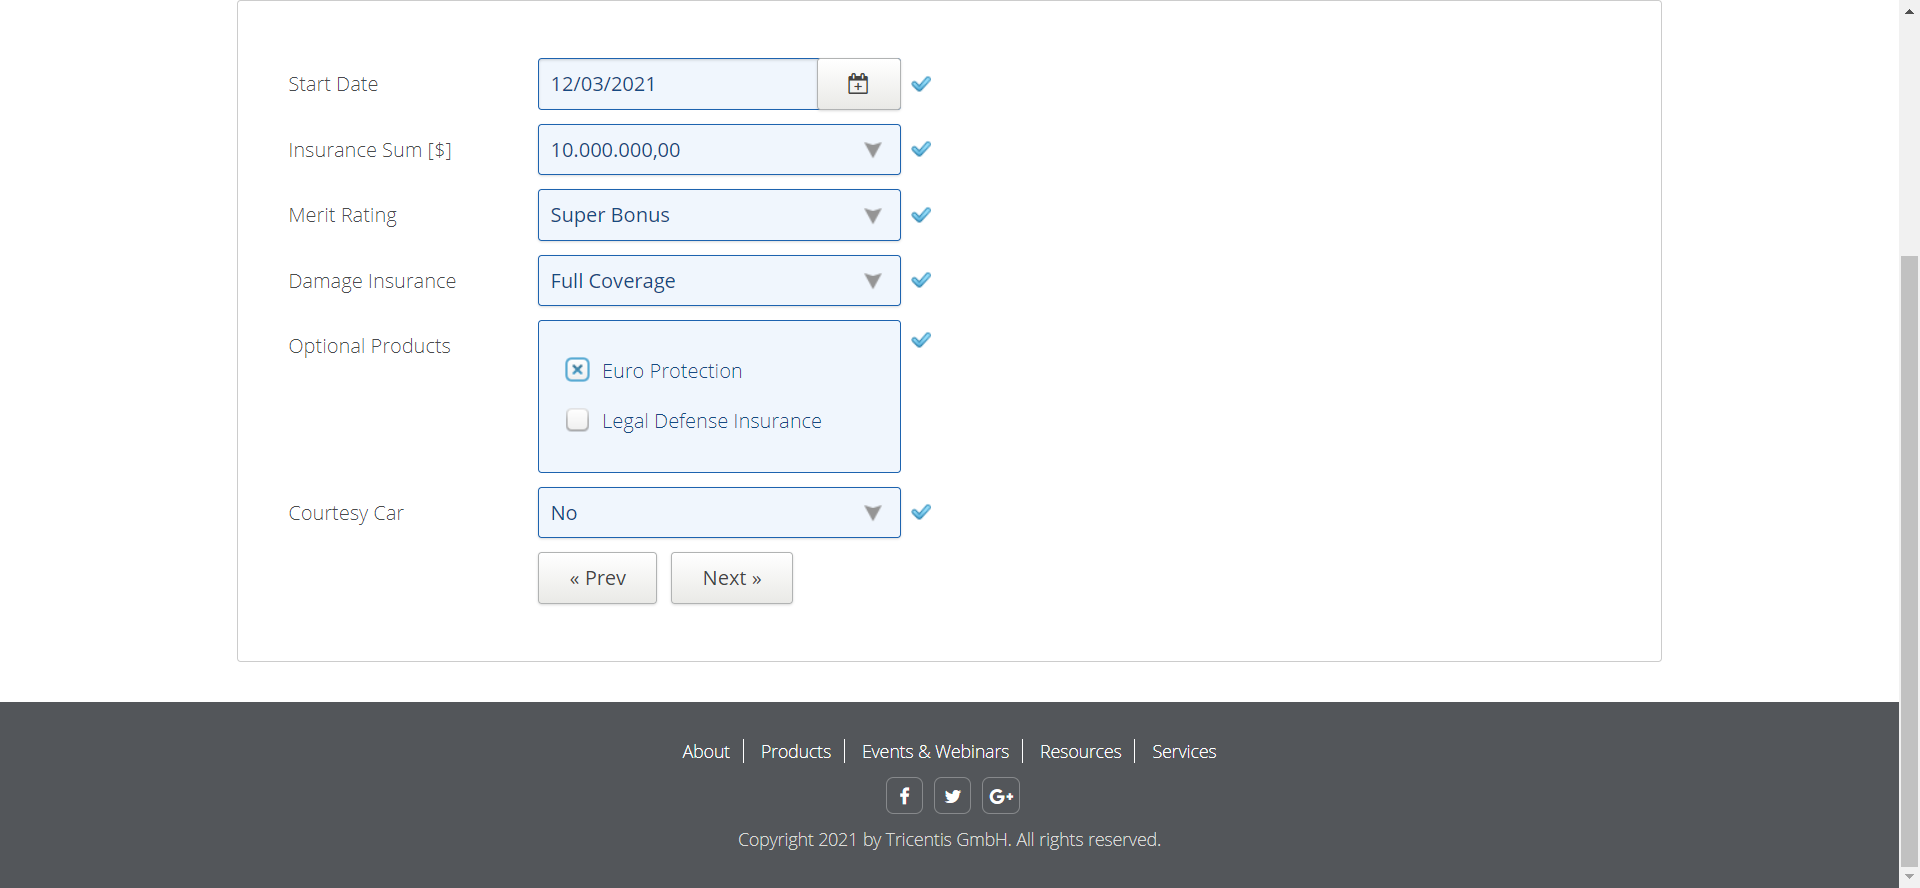 Start Date
12/03/2021
Insurance Sum [$]
10.000.000,00
Merit Rating
Super Bonus
Damage Insurance
Full Coverage
Optional Products
Euro Protection
Legal Defense Insurance
Courtesy Car
No
« Prev
Next »
About
Products
Events & Webinars
Resources
Services
f
G+
Copyright 2021 by Tricentis GmbH. All rights reserved.